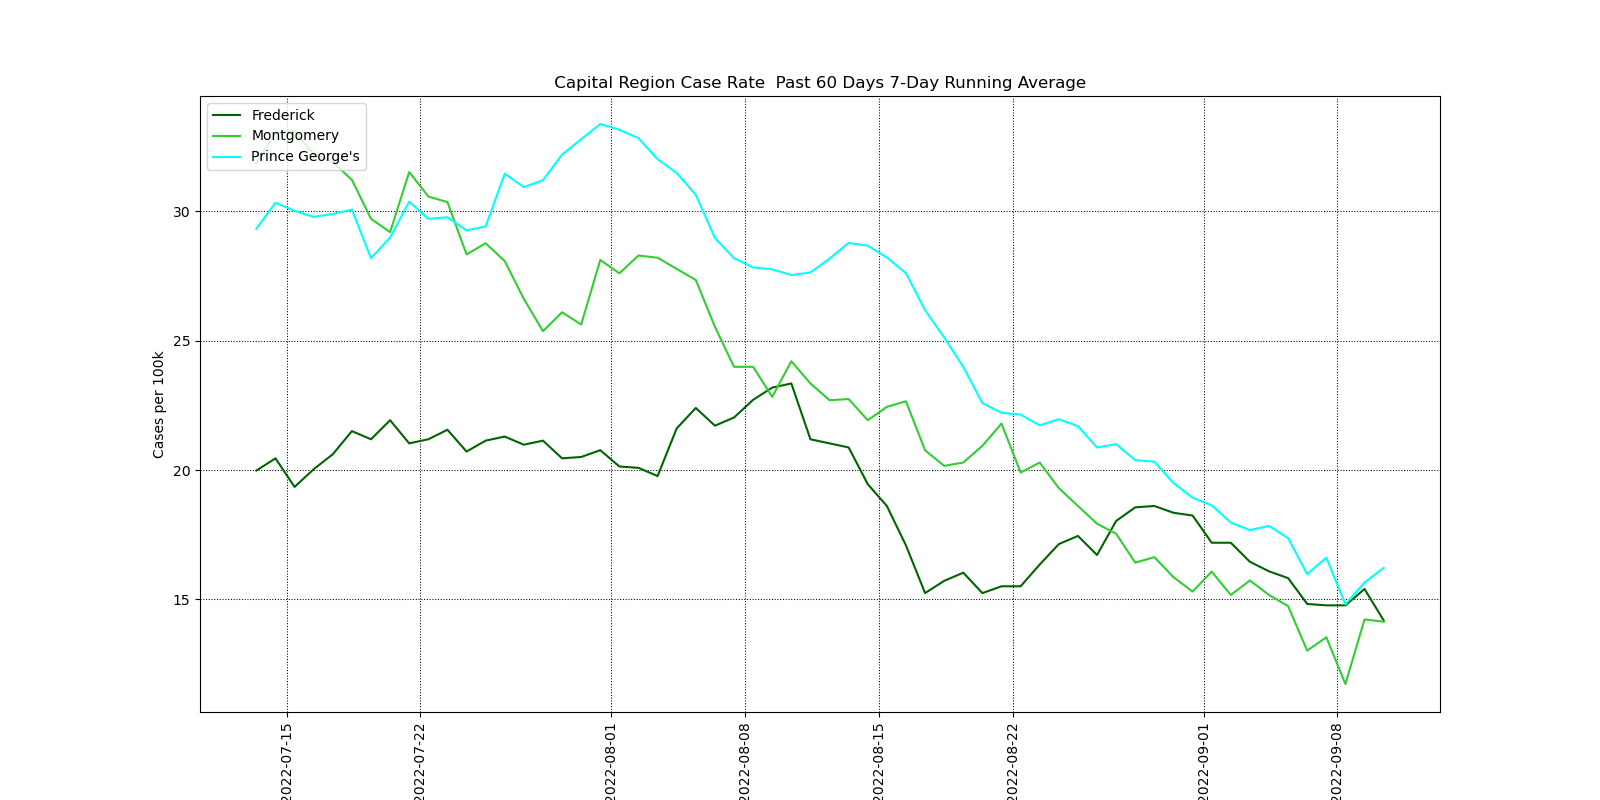 Capital Region Case Rate  Past 60 Days 7-Day Running Average
Frederick
Montgomery
Prince George's
Cases per 100k
30
25
20
15
2022-07-15
2022-07-22
2022-08-01
2022-08-08
2022-08-15
2022-08-22
2022-09-01
2022-09-08